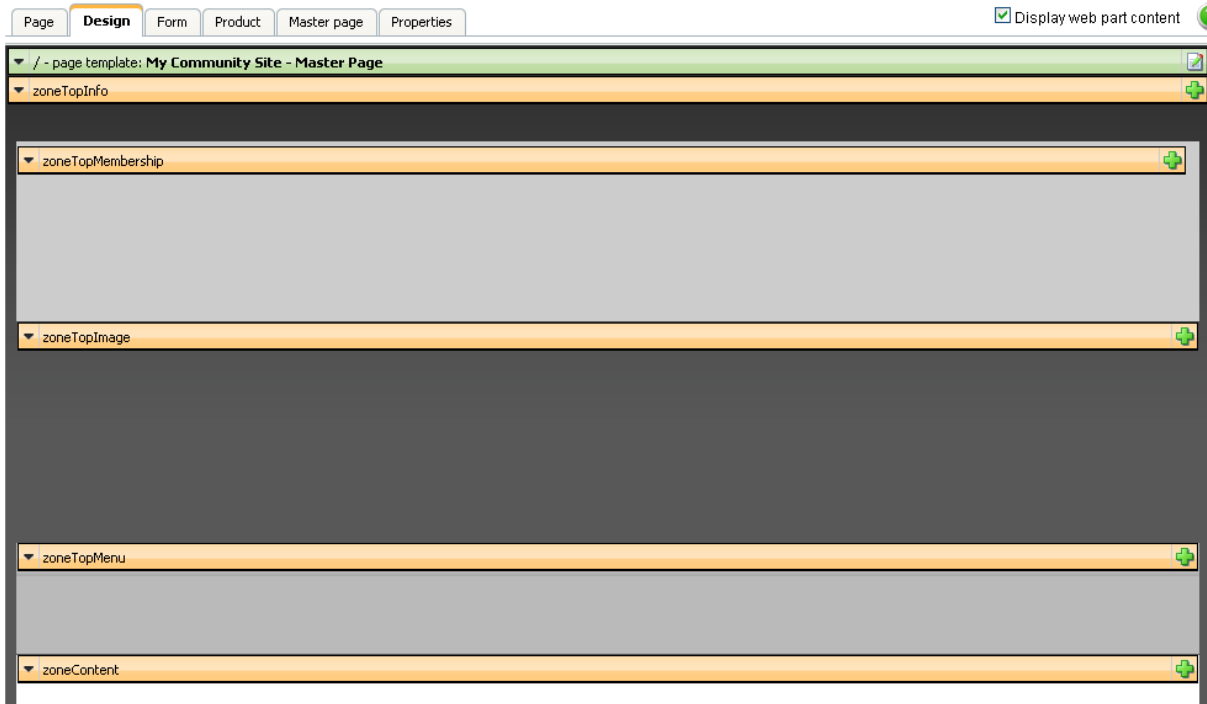 Page Design Form Product Master page Properties Display web part content
/ - page template: My Community Site - Master Page
zoneTopInfo
zoneTopMembership
zoneTopImage
zoneTopMenu
zoneContent